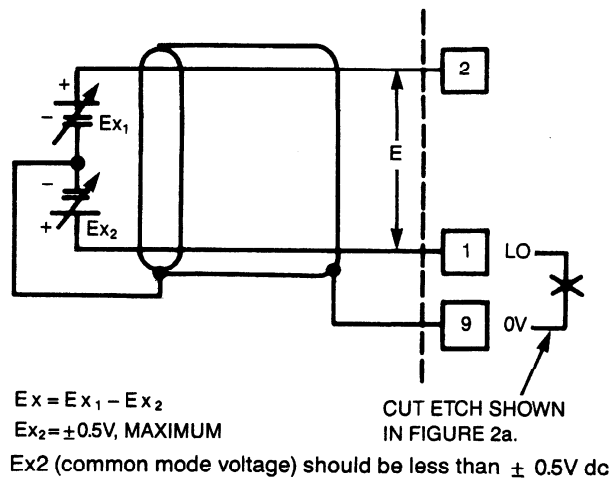 2
+
−
Ex₁
E
−
+
Ex₂
1
LO
9
0V
Ex = Ex₁ − Ex₂
Ex₂ = ±0.5V, MAXIMUM
CUT ETCH SHOWN
IN FIGURE 2a.
Ex2 (common mode voltage) should be less than ± 0.5V dc